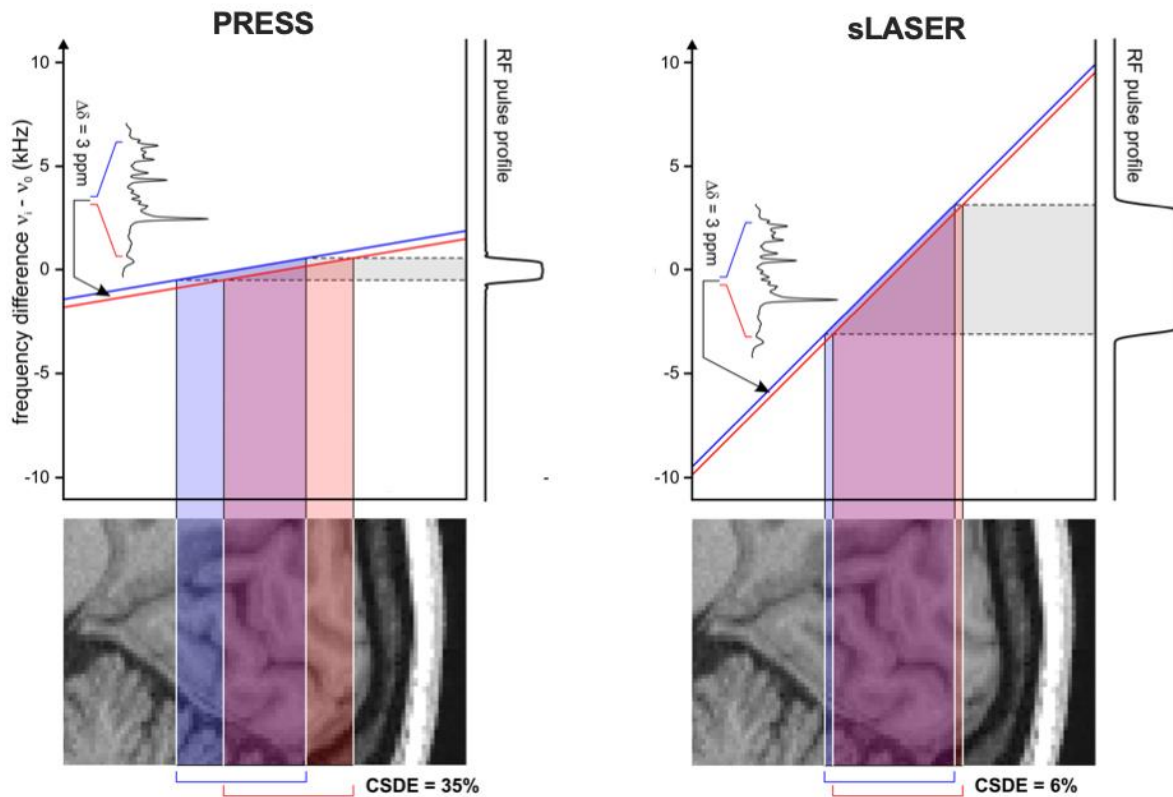 PRESS
sLASER
10
5
0
-5
-10
frequency difference νi - ν0 (kHz)
Δδ = 3 ppm
RF pulse profile
10
5
0
-5
-10
Δδ = 3 ppm
RF pulse profile
CSDE = 35%
CSDE = 6%